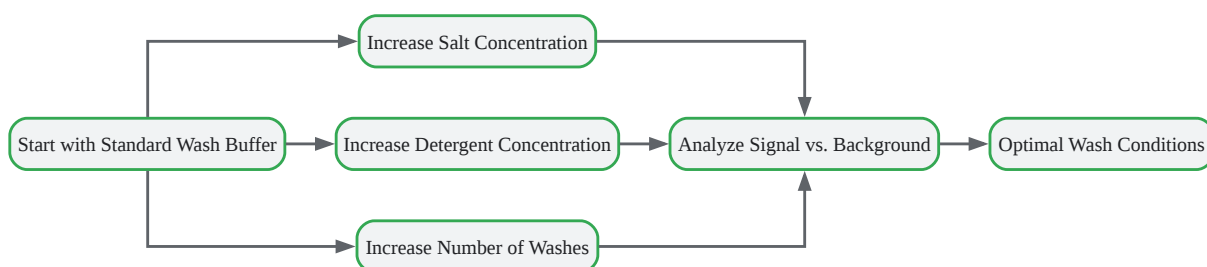 Increase Salt Concentration
Start with Standard Wash Buffer
Increase Detergent Concentration
Analyze Signal vs. Background
Optimal Wash Conditions
Increase Number of Washes